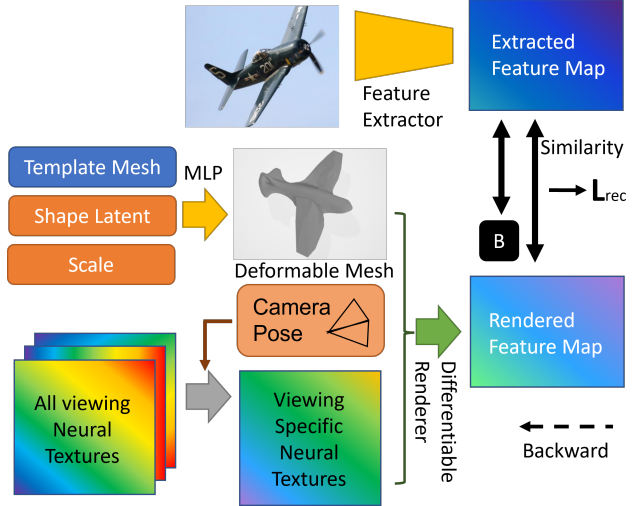 Extracted
Feature Map
Feature
Extractor
Similarity
L rec
B
Template Mesh
MLP
Shape Latent
Scale
Deformable Mesh
Camera
Pose
Rendered
Feature Map
Differentiable
Renderer
All viewing
Neural
Textures
Viewing
Specific
Neural
Textures
Backward